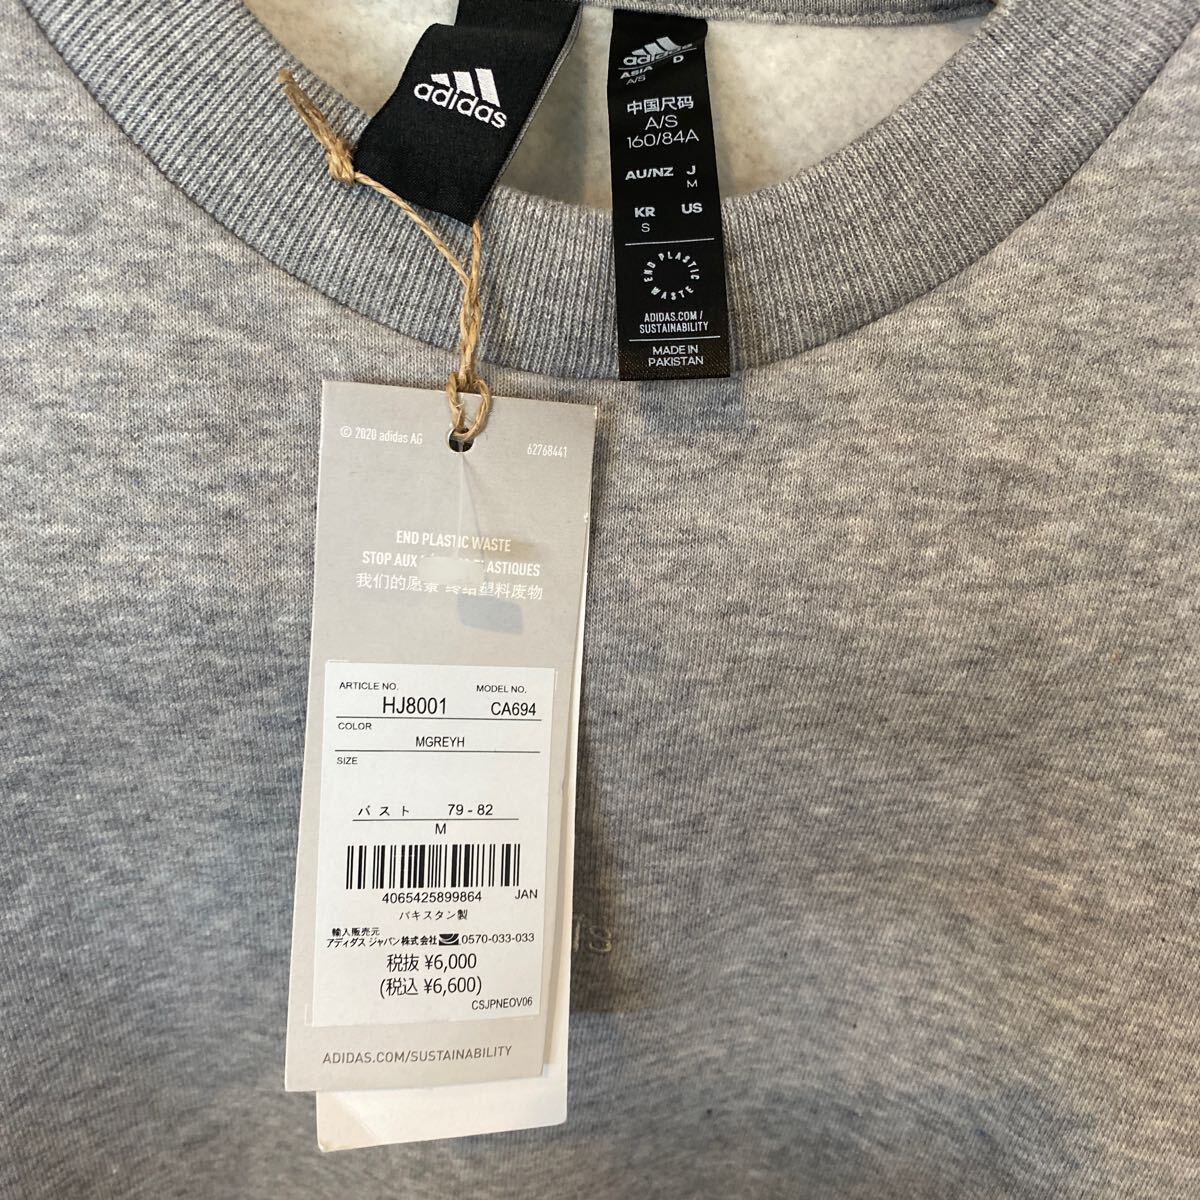 adidas
adidas
ASIA D
A/S
中国尺码
A/S
160/84A
AU/NZ J
M
KR US
S
END PLASTIC WASTE
ADIDAS.COM/
SUSTAINABILITY
MADE IN
PAKISTAN
© 2020 adidas AG
62768441
END PLASTIC WASTE
STOP AUX PLASTIQUES
我们的愿景 终结塑料废物
ARTICLE NO. MODEL NO.
HJ8001 CA694
COLOR
MGREYH
SIZE
バスト 79-82
M
4065425899864 JAN
パキスタン製
輸入販売元
アディダス ジャパン株式会社 0570-033-033
税抜 ¥6,000
(税込 ¥6,600)
CSJPNEOV06
ADIDAS.COM/SUSTAINABILITY